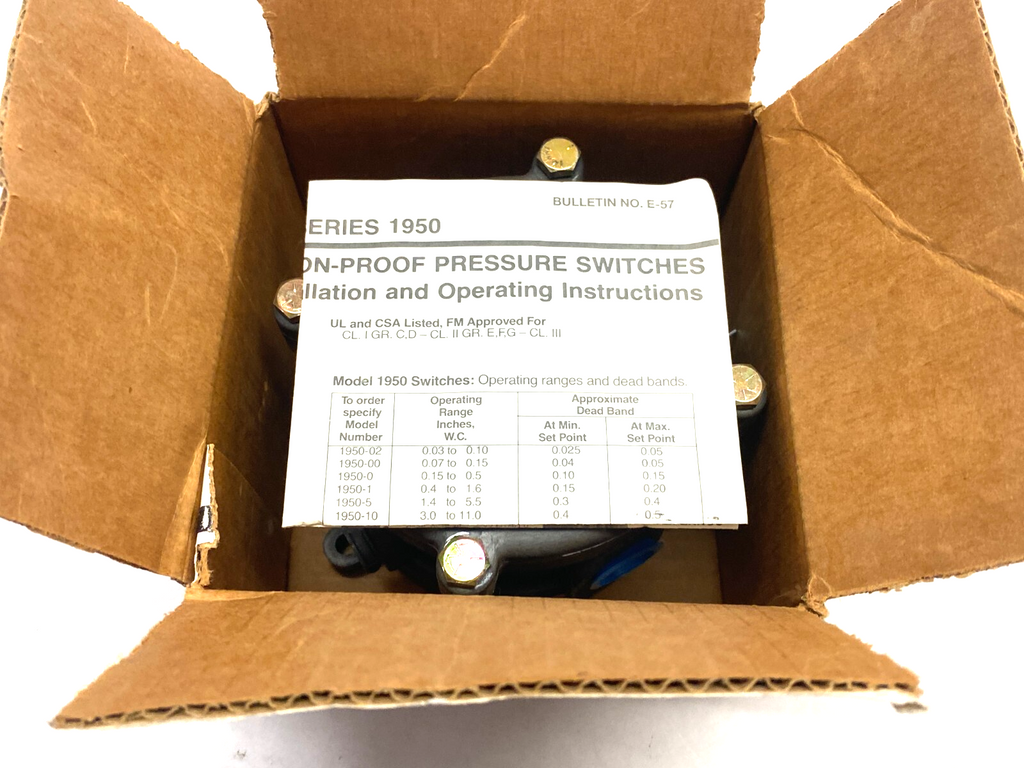 BULLETIN NO. E-57
ERIES 1950
ON-PROOF PRESSURE SWITCHES
llation and Operating Instructions
UL and CSA Listed, FM Approved For
CL. I GR. C,D – CL. II GR. E,F,G – CL. III
Model 1950 Switches: Operating ranges and dead bands.
To order specify Model Number
Operating Range Inches, W.C.
Approximate Dead Band
At Min. Set Point
At Max. Set Point
1950-02 0.03 to 0.10 0.025 0.05
1950-00 0.07 to 0.15 0.04 0.05
1950-0 0.15 to 0.5 0.10 0.15
1950-1 0.4 to 1.6 0.15 0.20
1950-5 1.4 to 5.5 0.3 0.4
1950-10 3.0 to 11.0 0.4 0.5